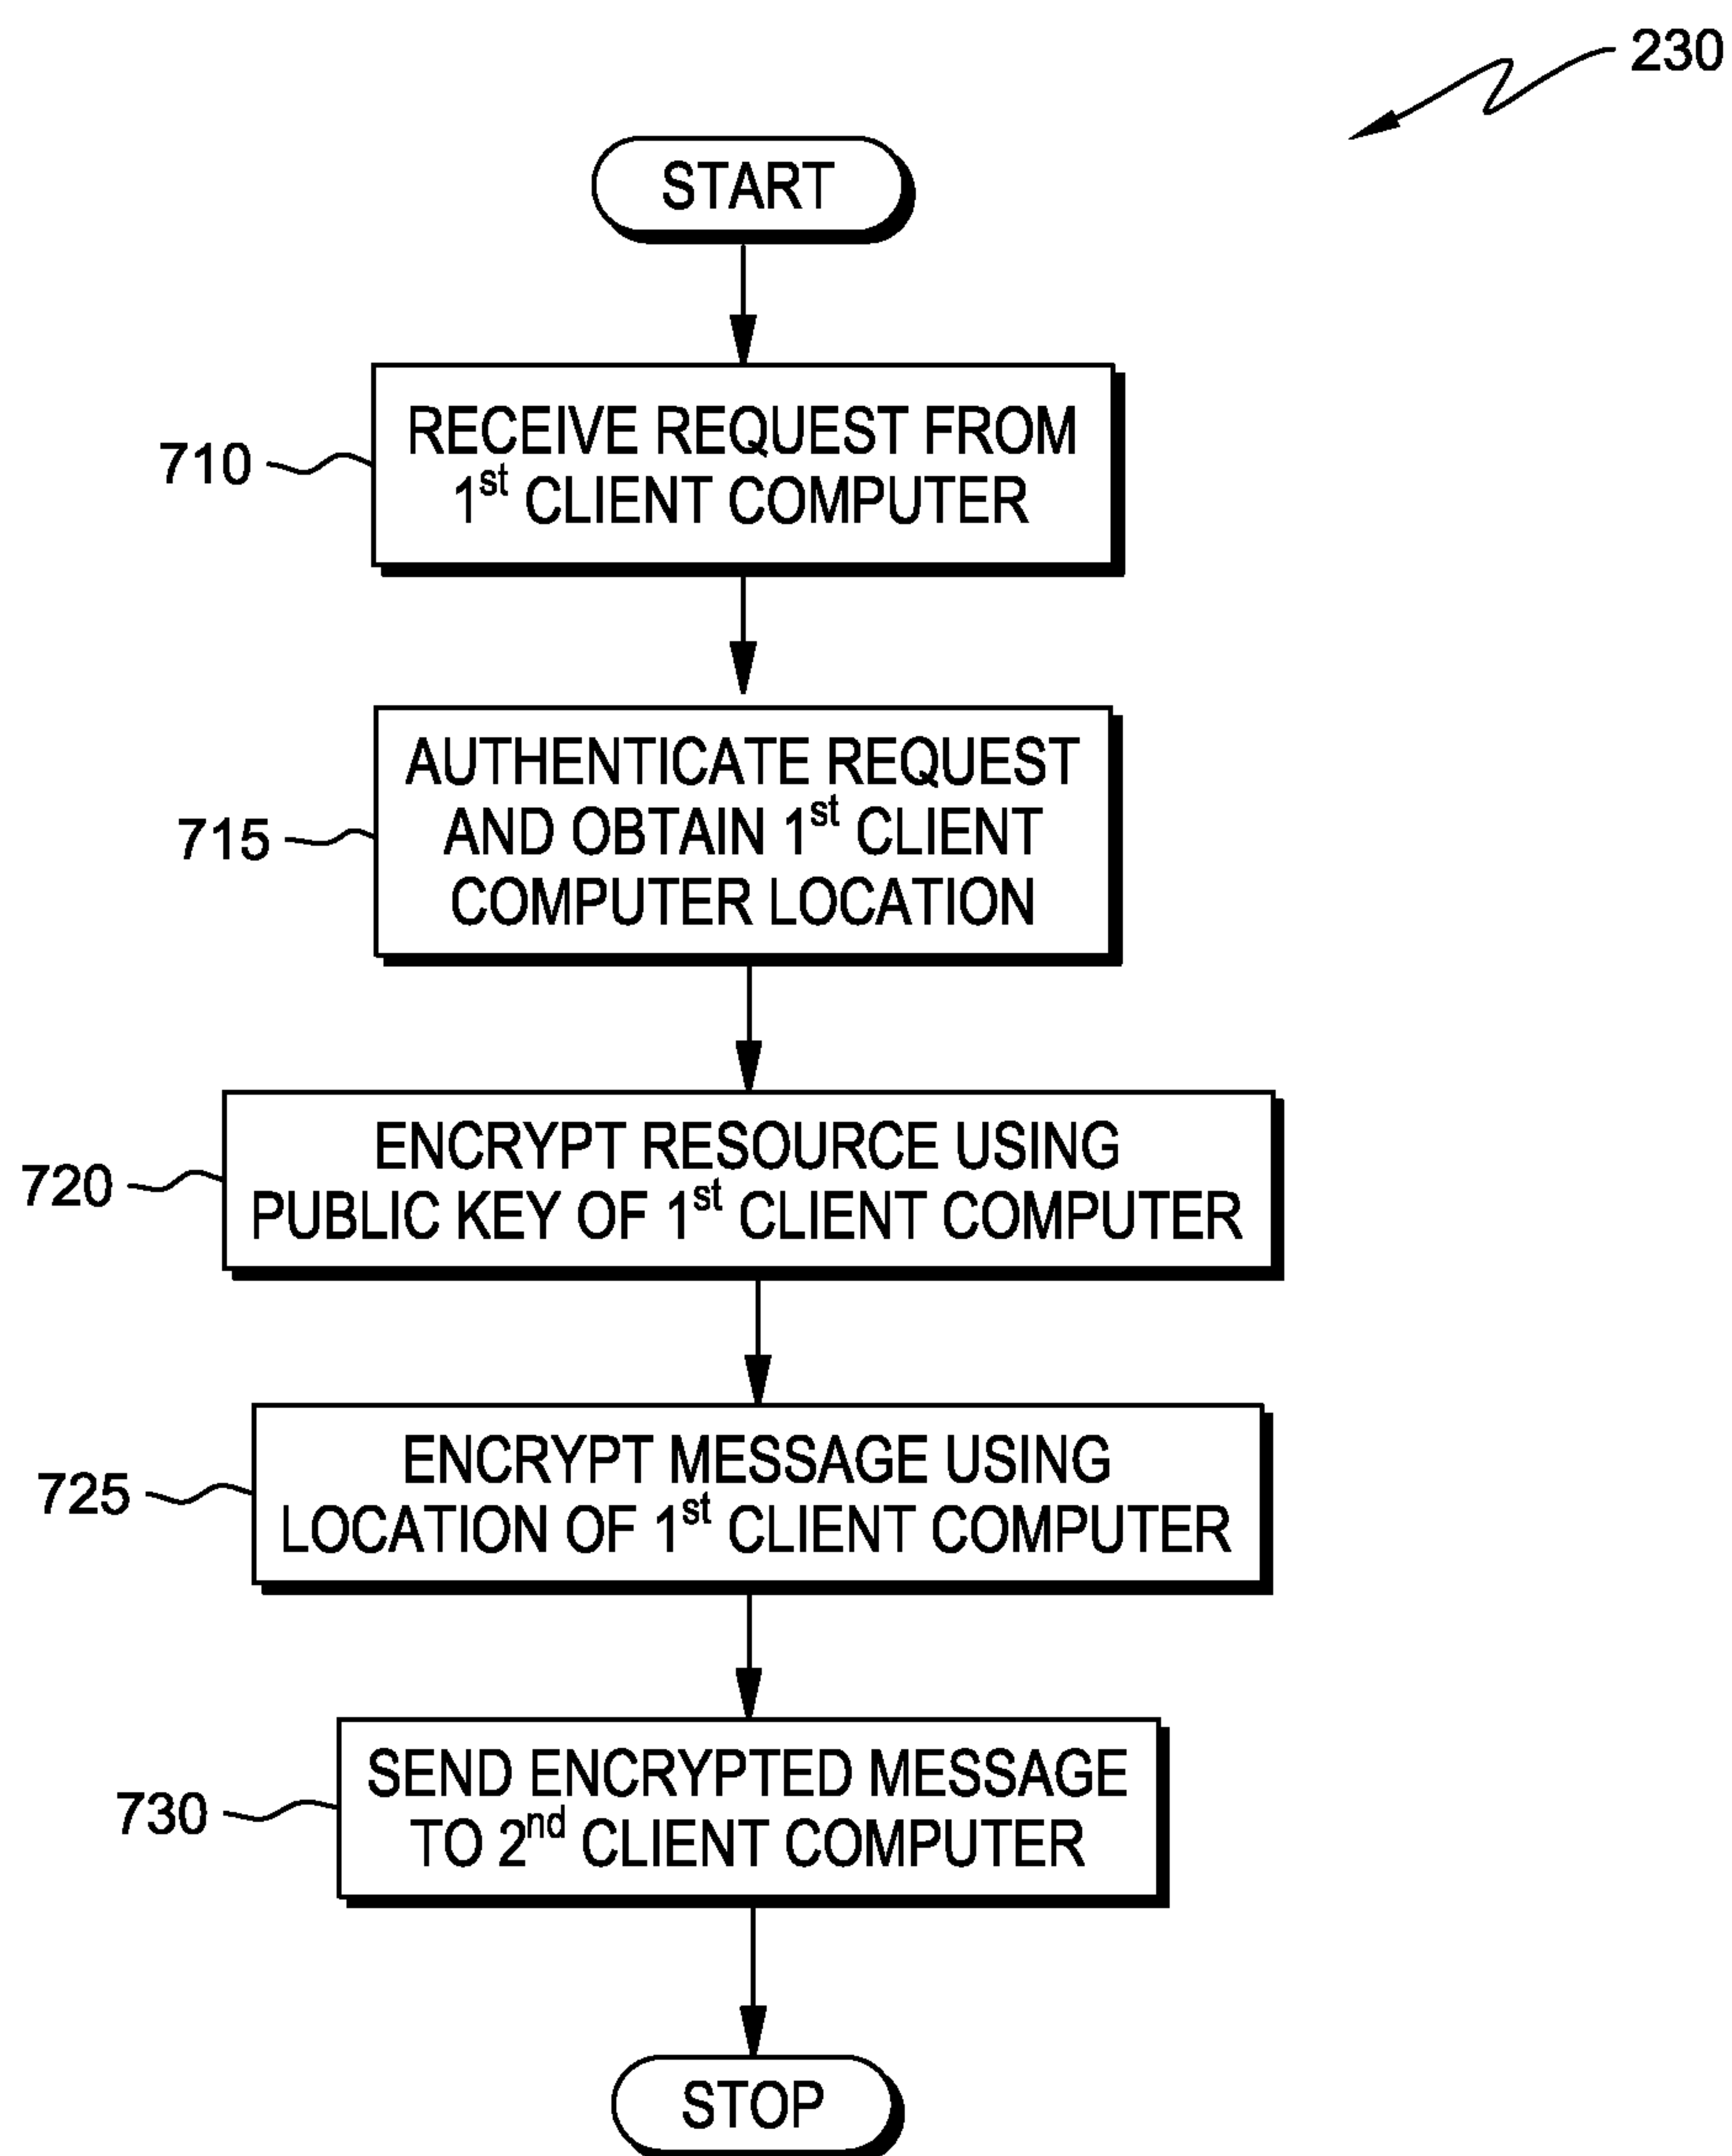 230
START
710
RECEIVE REQUEST FROM
1st CLIENT COMPUTER
715
AUTHENTICATE REQUEST
AND OBTAIN 1st CLIENT
COMPUTER LOCATION
720
ENCRYPT RESOURCE USING
PUBLIC KEY OF 1st CLIENT COMPUTER
725
ENCRYPT MESSAGE USING
LOCATION OF 1st CLIENT COMPUTER
730
SEND ENCRYPTED MESSAGE
TO 2nd CLIENT COMPUTER
STOP